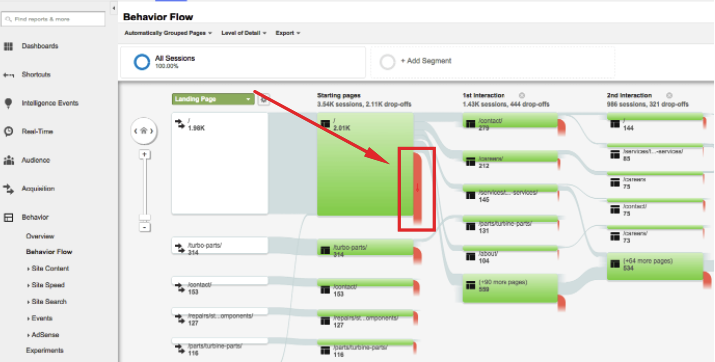 Find reports & more
Dashboards
Shortcuts
Intelligence Events
Real-Time
Audience
Acquisition
Behavior
Overview
Behavior Flow
Site Content
Site Speed
Site Search
Events
AdSense
Experiments
Behavior Flow
Automatically Grouped Pages
Level of Detail
Export
All Sessions
100.00%
+ Add Segment
Landing Page
/
1.98K
/turbo-parts/
314
/contact/
153
/repairs/st...omponents/
127
/parts/turbine-parts/
116
Starting pages
3.54K sessions, 2.11K drop-offs
/
2.01K
/turbo-parts/
314
/contact/
153
/repairs/st...omponents/
127
/parts/turbine-parts/
116
1st Interaction
1.43K sessions, 444 drop-offs
/contact/
279
/careers/
212
/services/t... -services/
145
/parts/turbine-parts/
131
/about/
104
(+90 more pages)
559
2nd Interaction
986 sessions, 321 drop-offs
/
144
/services/t...-services/
85
/careers
75
/contact/
75
/careers/
73
(+64 more pages)
534